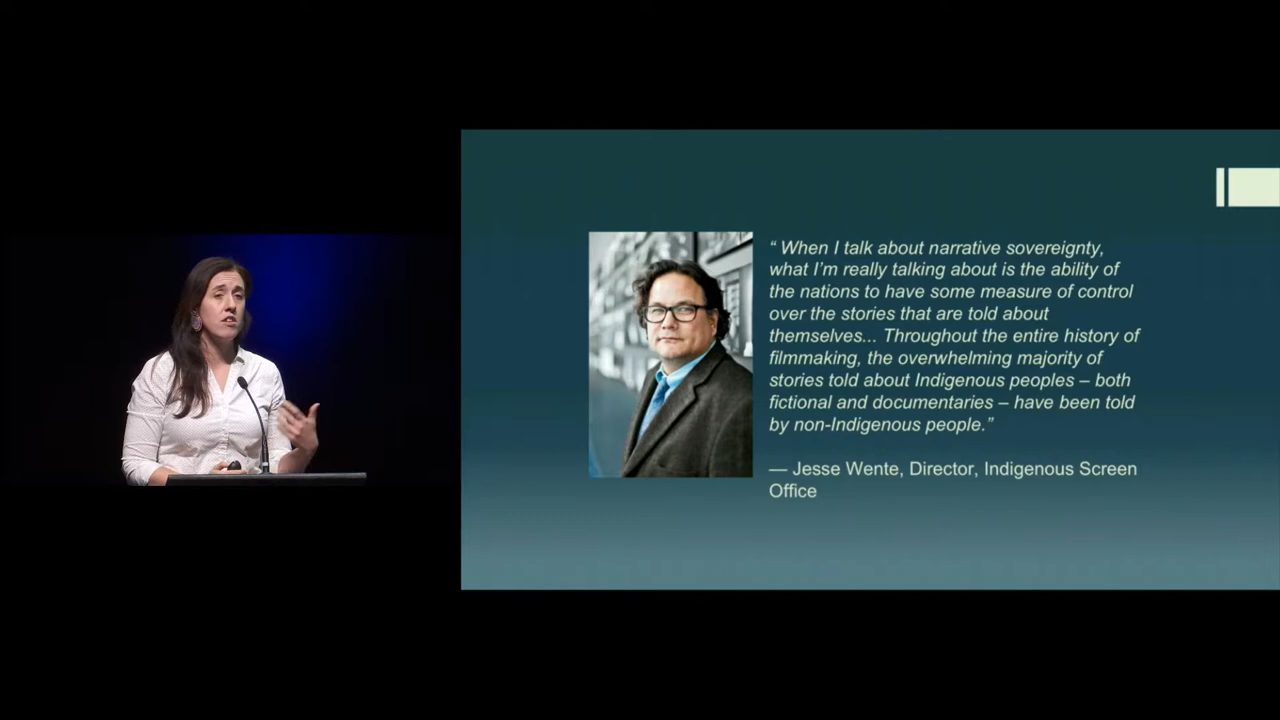 “ When I talk about narrative sovereignty,
what I’m really talking about is the ability of
the nations to have some measure of control
over the stories that are told about
themselves... Throughout the entire history of
filmmaking, the overwhelming majority of
stories told about Indigenous peoples – both
fictional and documentaries – have been told
by non-Indigenous people.”
— Jesse Wente, Director, Indigenous Screen
Office